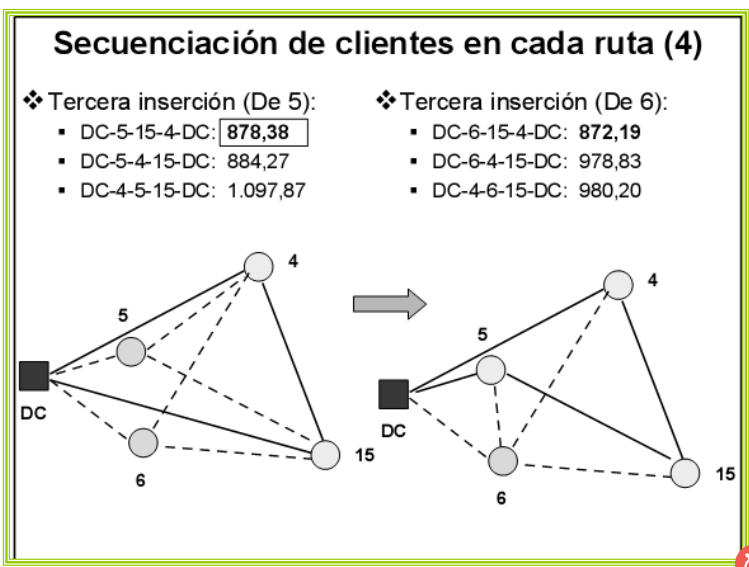 Secuenciación de clientes en cada ruta (4)
❖ Tercera inserción (De 5):
▪ DC-5-15-4-DC: 878,38
▪ DC-5-4-15-DC: 884,27
▪ DC-4-5-15-DC: 1.097,87
❖ Tercera inserción (De 6):
▪ DC-6-15-4-DC: 872,19
▪ DC-6-4-15-DC: 978,83
▪ DC-4-6-15-DC: 980,20
4
5
DC
15
6
4
5
DC
15
6